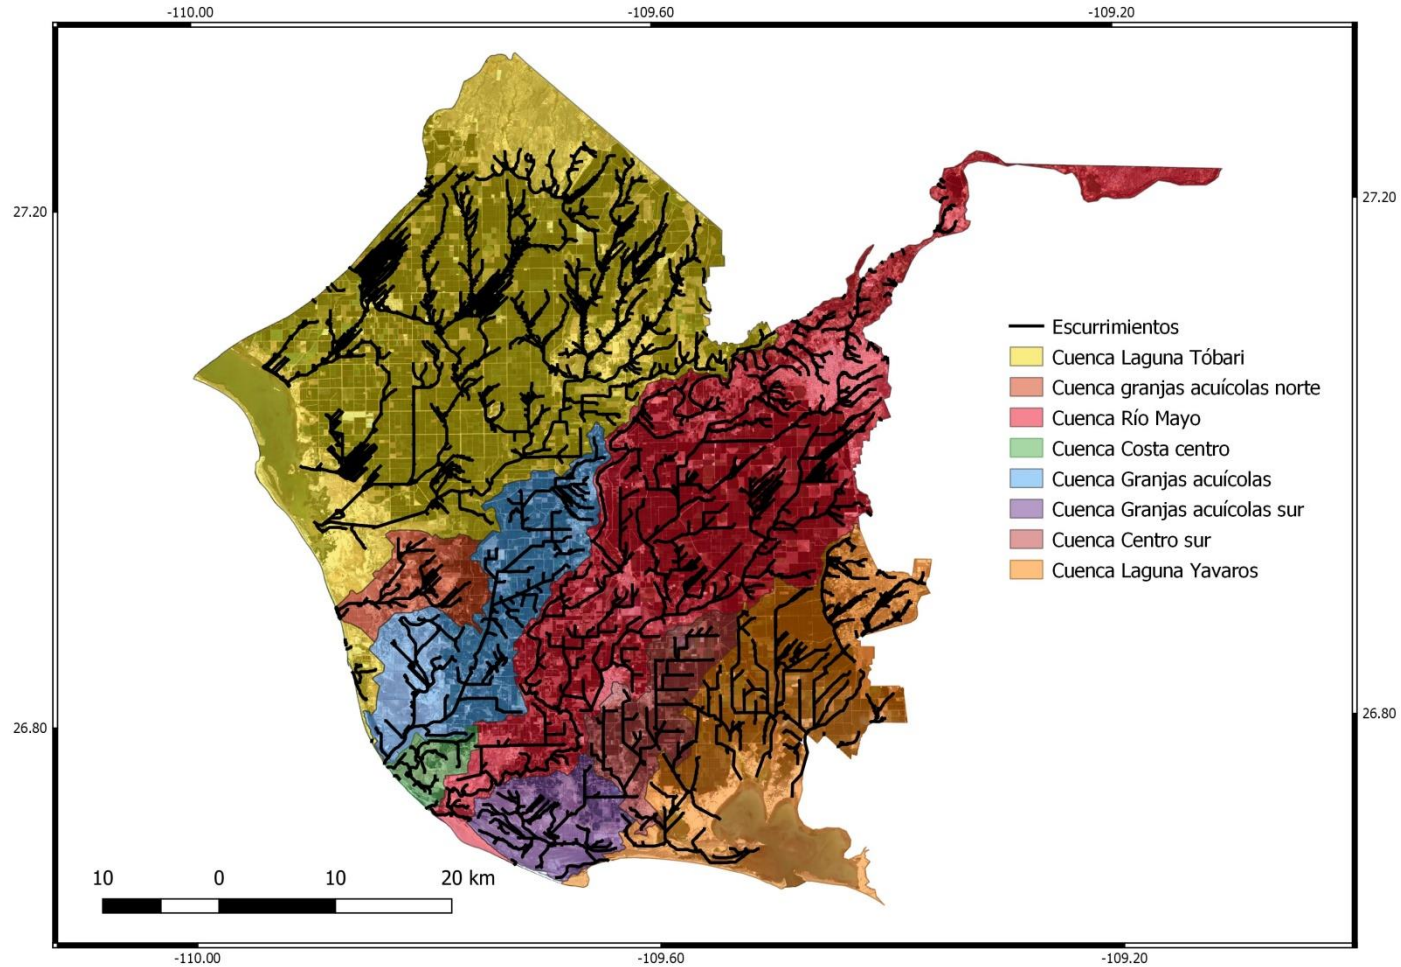 -110.00 -109.60 -109.20
27.20 27.20
Escurrimientos
Cuenca Laguna Tóbari
Cuenca granjas acuícolas norte
Cuenca Río Mayo
Cuenca Costa centro
Cuenca Granjas acuícolas
Cuenca Granjas acuícolas sur
Cuenca Centro sur
Cuenca Laguna Yavaros
26.80 26.80
10 0 10 20 km
-110.00 -109.60 -109.20